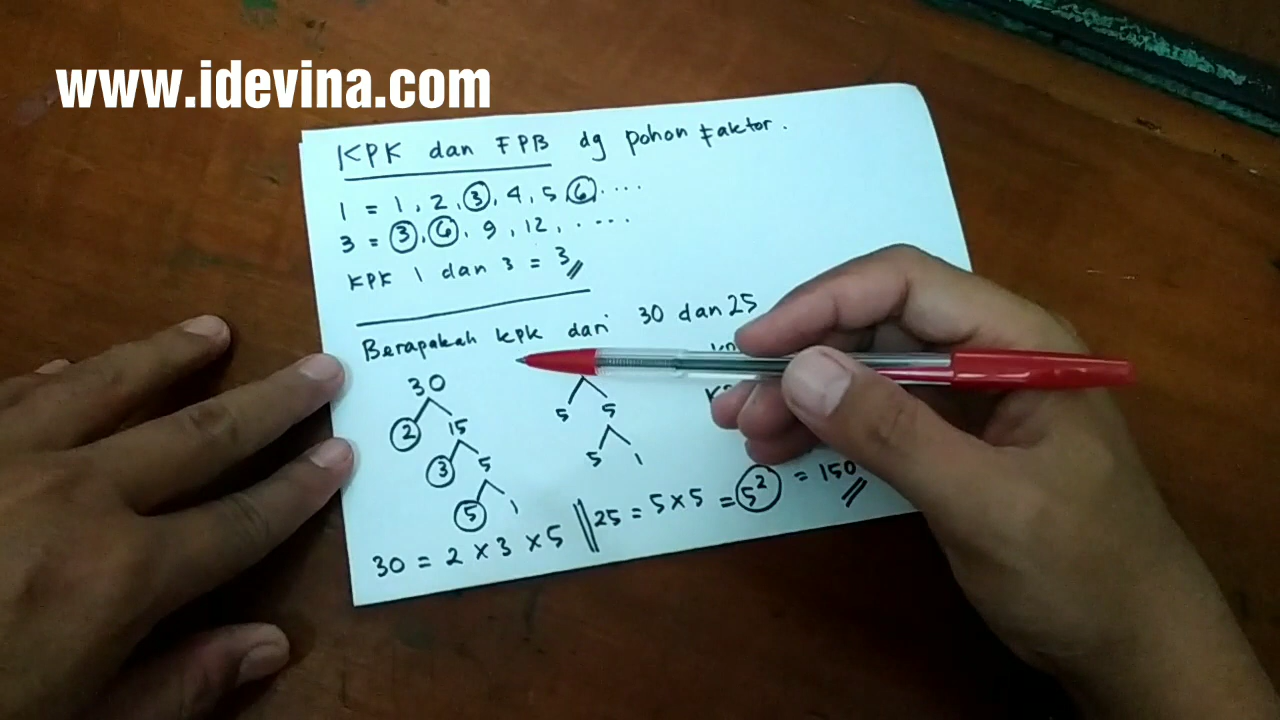 www.idevina.com
KPK dan FPB dg pohon Faktor.
1 = 1, 2, 3, 4, 5, 6, ....
3 = 3, 6, 9, 12, ....
KPK 1 dan 3 = 3
Berapakah kpk dari 30 dan 25
30
2 15 5 5
3 5 5 1
5 1
30 = 2 x 3 x 5 || 25 = 5 x 5 = 5² = 150